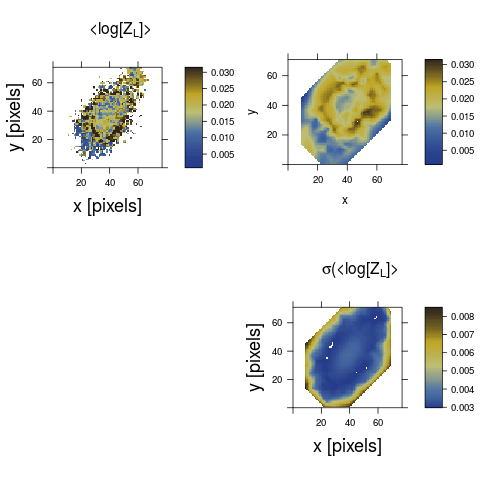 <log[Z_L]>
y [pixels]
60
40
20
20 40 60
x [pixels]
0.030
0.025
0.020
0.015
0.010
0.005
y
60
40
20
20 40 60
x
0.030
0.025
0.020
0.015
0.010
0.005
σ(<log[Z_L]>
y [pixels]
60
40
20
20 40 60
x [pixels]
0.008
0.007
0.006
0.005
0.004
0.003